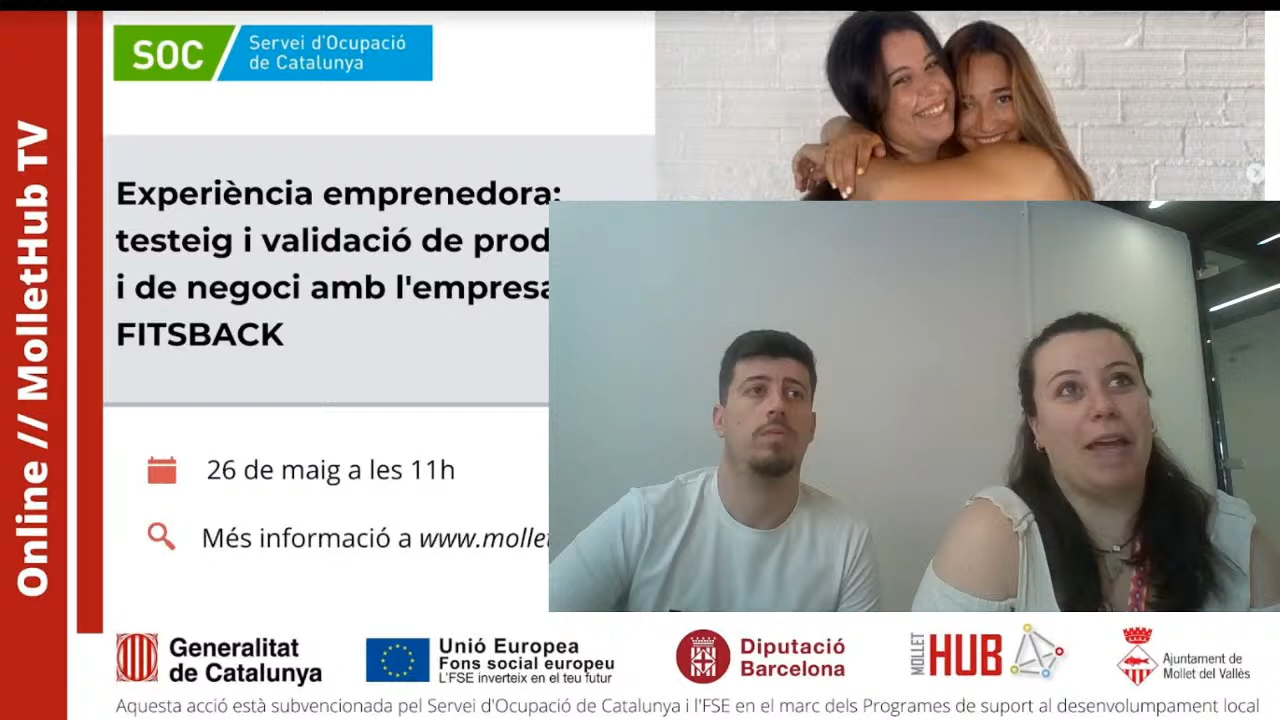 Online // MolletHub TV
SOC
Servei d'Ocupació
de Catalunya
Experiència emprenedora:
testeig i validació de prod
i de negoci amb l'empresa
FITSBACK
26 de maig a les 11h
Més informació a www.mollet
Generalitat
de Catalunya
Unió Europea
Fons social europeu
L'FSE inverteix en el teu futur
Diputació
Barcelona
MOLLET
HUB
Ajuntament de
Mollet del Vallès
Aquesta acció està subvencionada pel Servei d'Ocupació de Catalunya i l'FSE en el marc dels Programes de suport al desenvolupament local